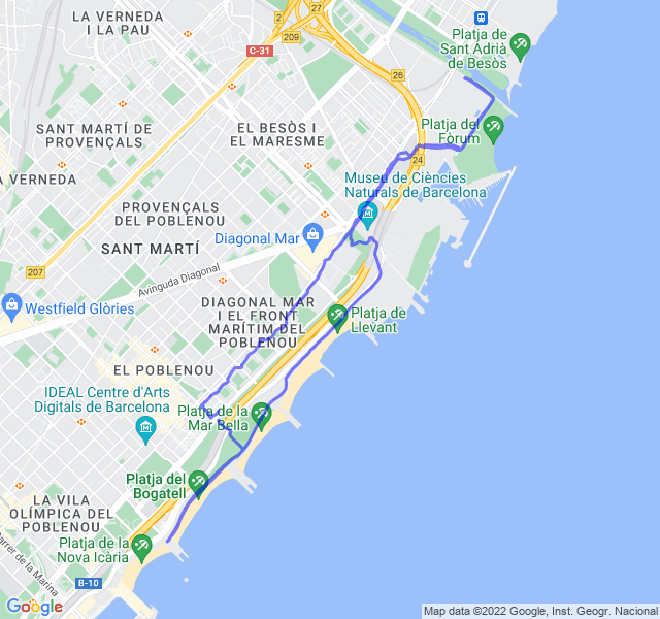 LA VERNEDA
I LA PAU
2
27
209
C-31
Platja de
Sant Adrià
de Besòs
26
SANT MARTÍ DE
PROVENÇALS
EL BESÒS I
EL MARESME
Platja del
Fòrum
24
A VERNEDA
Museu de Ciències
Naturals de Barcelona
PROVENÇALS
DEL POBLENOU
SANT MARTÍ
Diagonal Mar
207
Avinguda Diagonal
Westfield Glòries
DIAGONAL MAR
I EL FRONT
MARÍTIM DEL
POBLENOU
Platja de
Llevant
EL POBLENOU
IDEAL Centre d'Arts
Digitals de Barcelona
Platja de la
Mar Bella
Platja del
Bogatell
LA VILA
OLÍMPICA DEL
POBLENOU
Platja de la
Nova Icària
arrer de la Marina
B-10
Google
Map data ©2022 Google, Inst. Geogr. Nacional